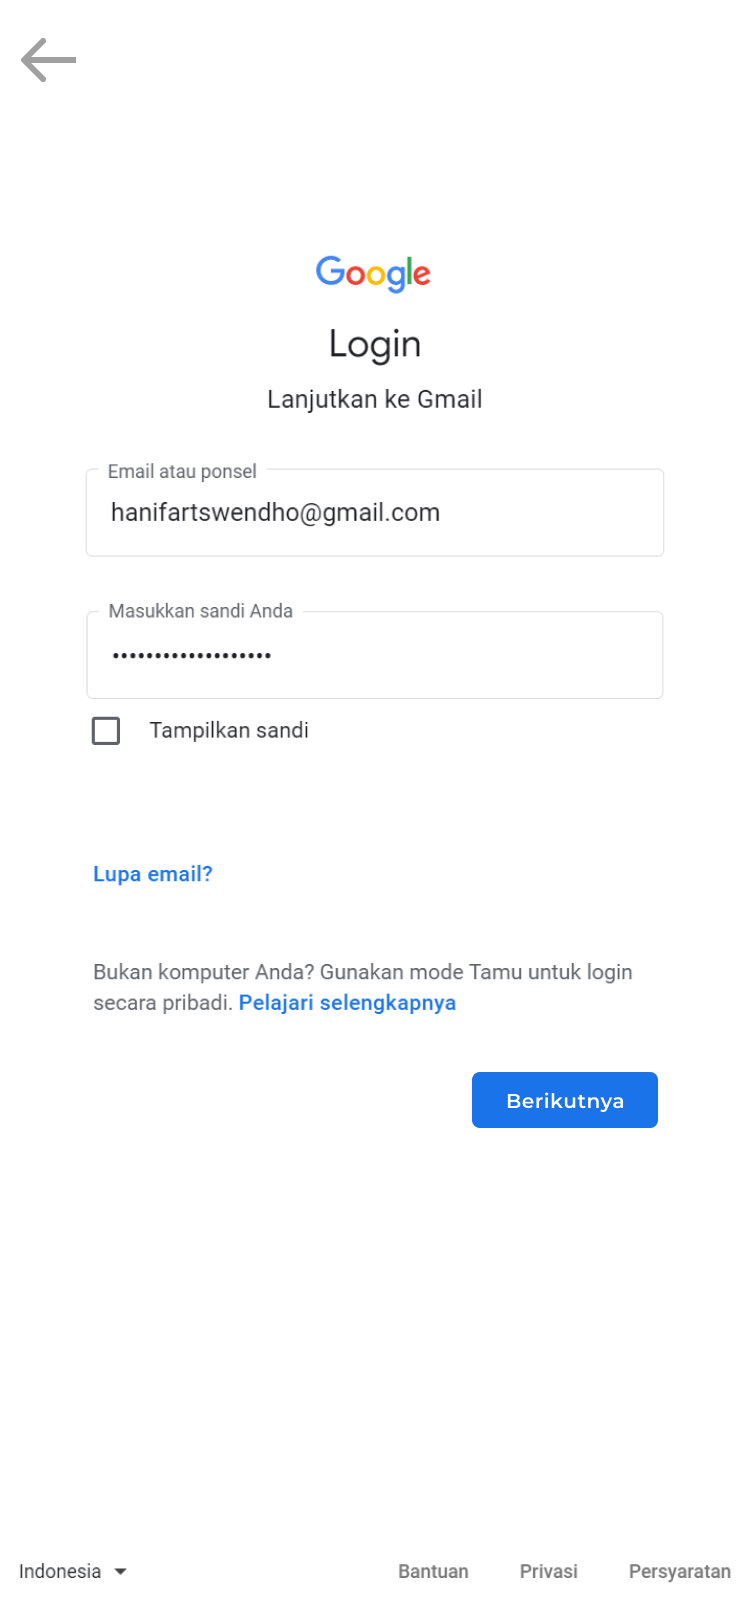 Google
Login
Lanjutkan ke Gmail
Email atau ponsel
hanifartswendho@gmail.com
Masukkan sandi Anda
•••••••••••••••••••
Tampilkan sandi
Lupa email?
Bukan komputer Anda? Gunakan mode Tamu untuk login
secara pribadi. Pelajari selengkapnya
Berikutnya
Indonesia Bantuan Privasi Persyaratan